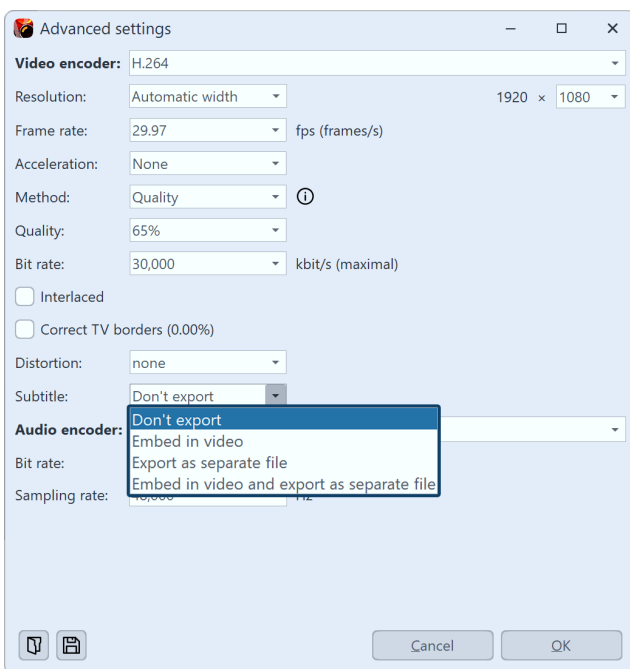 Advanced settings
Video encoder: H.264
Resolution: Automatic width 1920 × 1080
Frame rate: 29.97 fps (frames/s)
Acceleration: None
Method: Quality
Quality: 65%
Bit rate: 30,000 kbit/s (maximal)
Interlaced
Correct TV borders (0.00%)
Distortion: none
Subtitle: Don't export
Don't export
Audio encoder:
Embed in video
Bit rate: Export as separate file
Sampling rate: Embed in video and export as separate file
Cancel OK